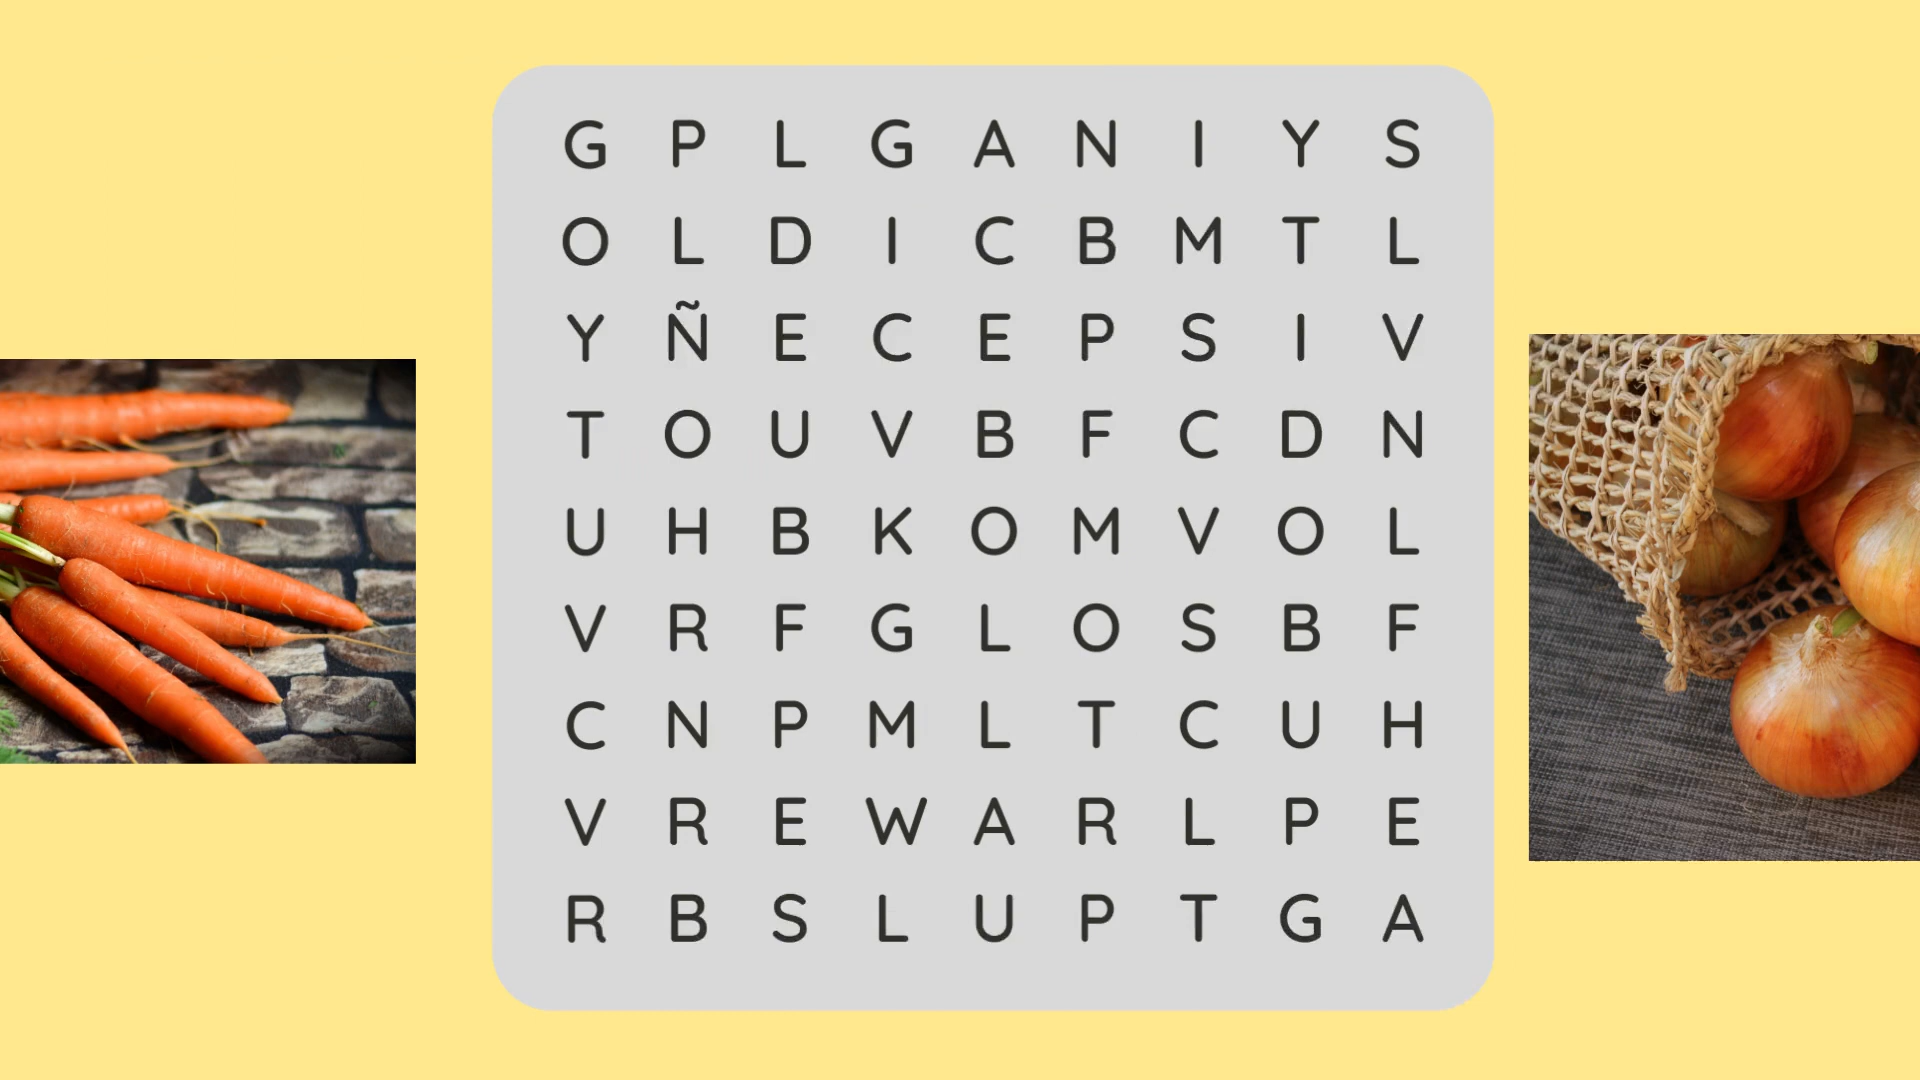 G P L G A N I Y S
O L D I C B M T L
Y Ñ E C E P S I V
T O U V B F C D N
U H B K O M V O L
V R F G L O S B F
C N P M L T C U H
V R E W A R L P E
R B S L U P T G A